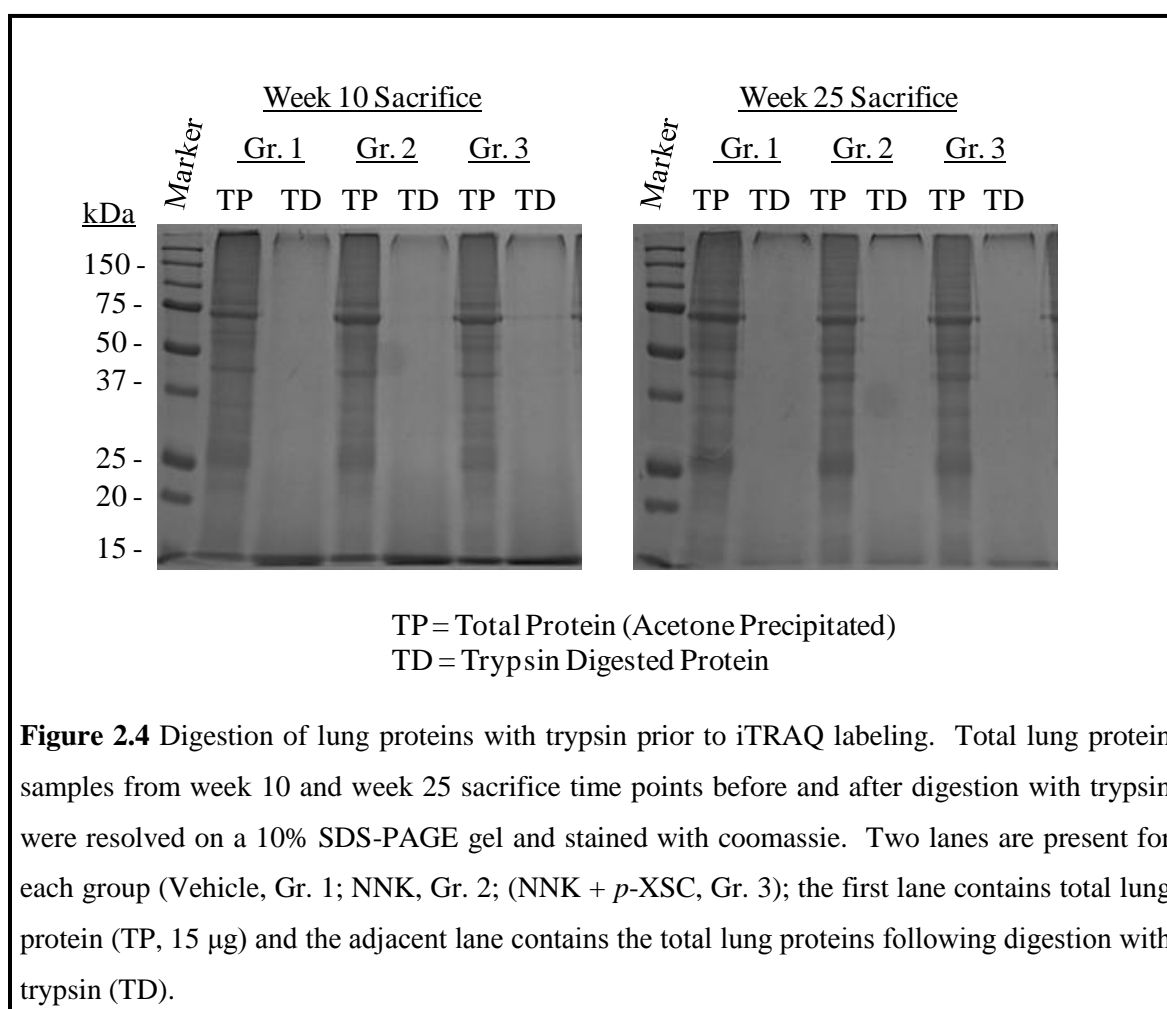 Week 10 Sacrifice Week 25 Sacrifice
Marker Gr. 1 Gr. 2 Gr. 3 Marker Gr. 1 Gr. 2 Gr. 3
kDa TP TD TP TD TP TD TP TD TP TD TP TD
150 -
75 -
50 -
37 -
25 -
20 -
15 -
TP = Total Protein (Acetone Precipitated)
TD = Trypsin Digested Protein
Figure 2.4 Digestion of lung proteins with trypsin prior to iTRAQ labeling. Total lung protein
samples from week 10 and week 25 sacrifice time points before and after digestion with trypsin
were resolved on a 10% SDS-PAGE gel and stained with coomassie. Two lanes are present for
each group (Vehicle, Gr. 1; NNK, Gr. 2; (NNK + p-XSC, Gr. 3); the first lane contains total lung
protein (TP, 15 μg) and the adjacent lane contains the total lung proteins following digestion with
trypsin (TD).